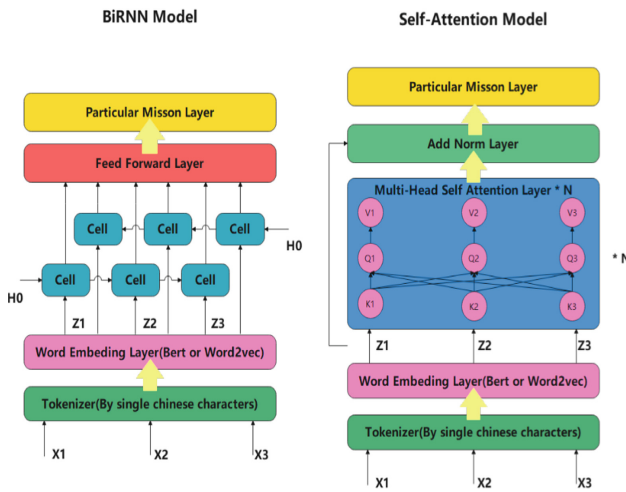 BiRNN Model
Particular Misson Layer
Feed Forward Layer
Cell
Cell
Cell
H0
Cell
Cell
Cell
H0
Z1
Z2
Z3
Word Embeding Layer(Bert or Word2vec)
Tokenizer(By single chinese characters)
X1
X2
X3
Self-Attention Model
Particular Misson Layer
Add Norm Layer
Multi-Head Self Attention Layer * N
V1
V2
V3
Q1
Q2
Q3
* N
K1
K2
K3
Z1
Z2
Z3
Word Embeding Layer(Bert or Word2vec)
Tokenizer(By single chinese characters)
X1
X2
X3